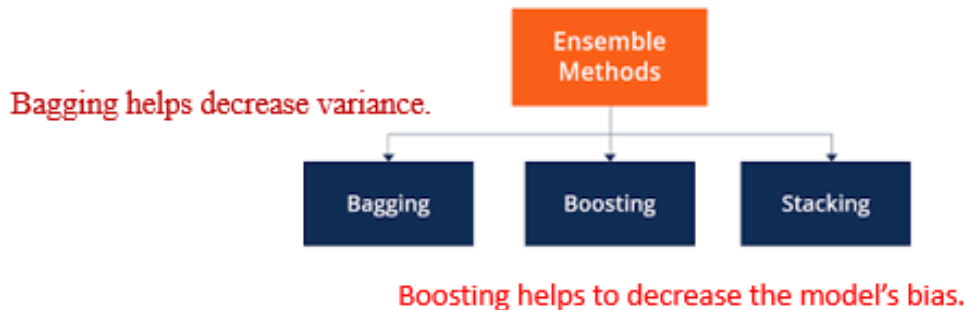 Ensemble
Methods
Bagging helps decrease variance.
Bagging
Boosting
Stacking
Boosting helps to decrease the model's bias.